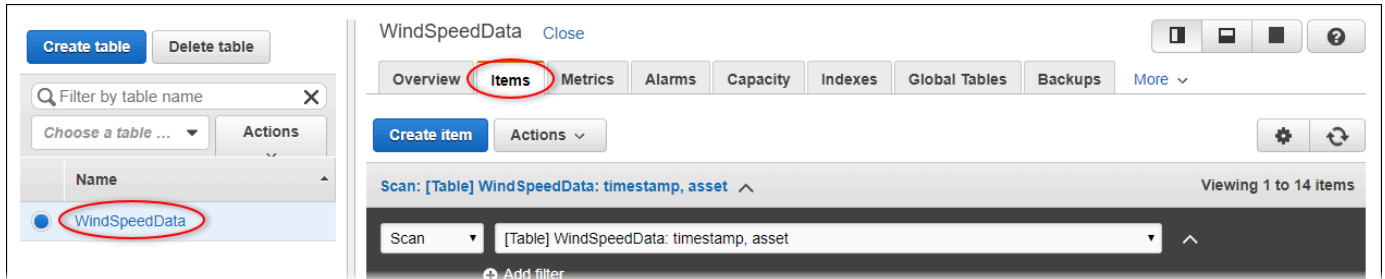 Create table Delete table
Filter by table name
Choose a table ... Actions
Name
WindSpeedData
WindSpeedData Close
Overview Items Metrics Alarms Capacity Indexes Global Tables Backups More
Create item Actions
Scan: [Table] WindSpeedData: timestamp, asset Viewing 1 to 14 items
Scan [Table] WindSpeedData: timestamp, asset
Add filter